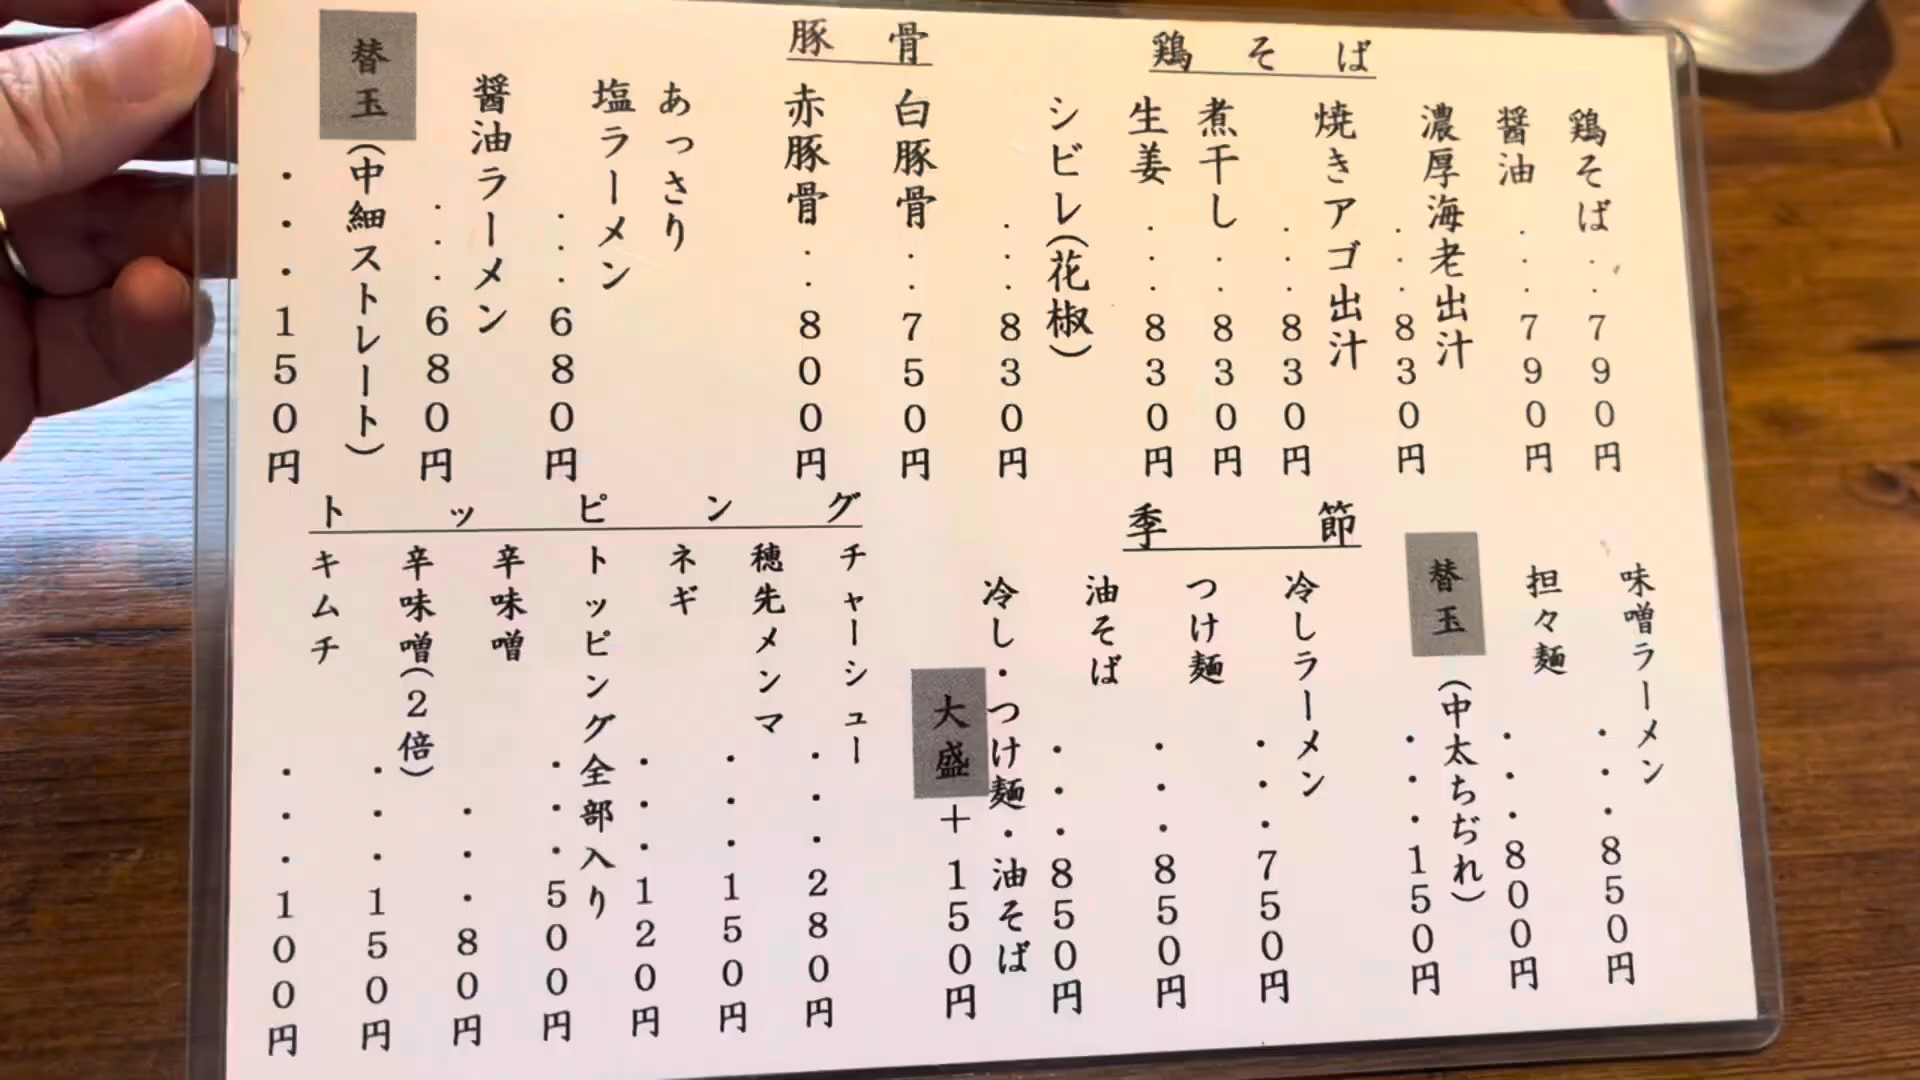 鶏そば
鶏そば・・790円
醤油・・・790円
濃厚海老出汁・・830円
焼きアゴ出汁・・・830円
煮干し・・830円
生姜・・・830円
シビレ(花椒)・・・830円
豚骨
白豚骨・・750円
赤豚骨・・800円
あっさり
塩ラーメン・・・680円
醤油ラーメン・・・680円
替玉(中細ストレート)・・・150円
味噌ラーメン・・・850円
担々麺・・・800円
替玉(中太ちぢれ)・・・150円
季節
冷しラーメン・・・750円
つけ麺・・・850円
油そば・・・850円
冷し・つけ麺・油そば
大盛+150円
トッピング
チャーシュー・・・280円
穂先メンマ・・・150円
ネギ・・・120円
トッピング全部入り・・・500円
辛味噌・・・80円
辛味噌(2倍)・・・150円
キムチ・・・100円